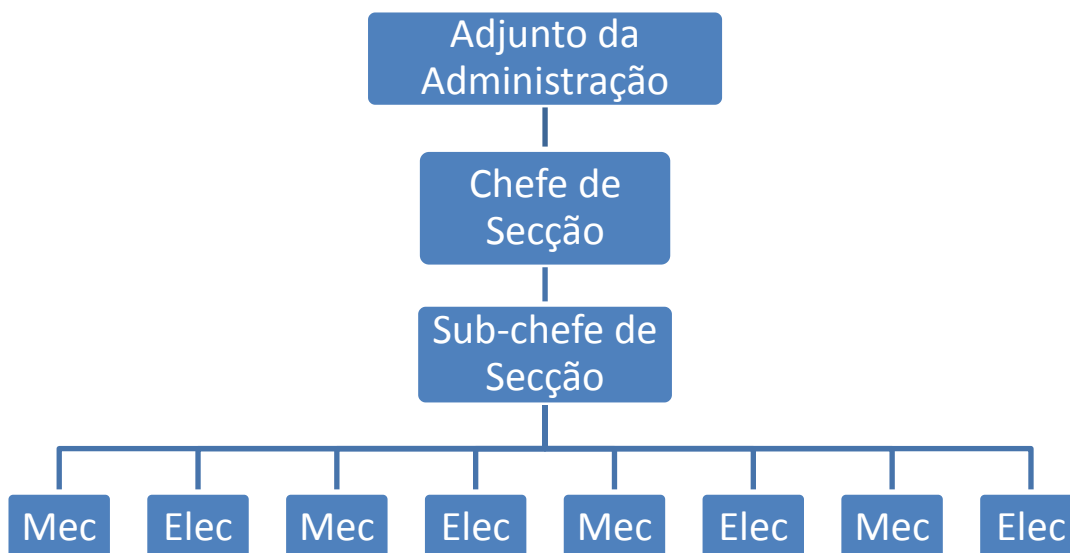 Adjunto da
Administração
Chefe de
Secção
Sub-chefe de
Secção
Mec Elec Mec Elec Mec Elec Mec Elec